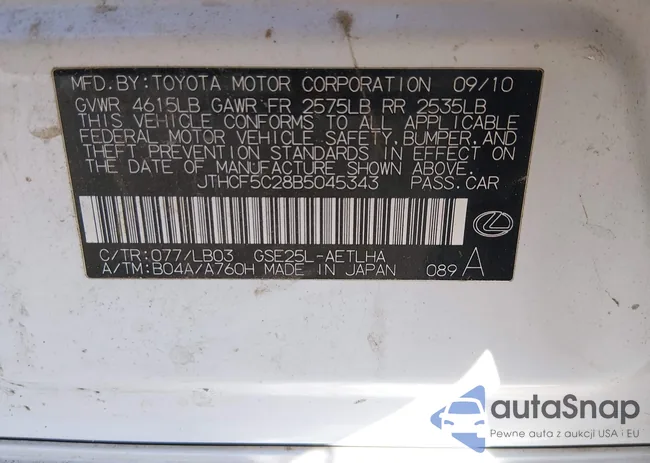 MFD. BY: TOYOTA MOTOR CORPORATION 09/10
GVWR 4615LB GAWR FR 2575LB RR 2535LB
THIS VEHICLE CONFORMS TO ALL APPLICABLE
FEDERAL MOTOR VEHICLE SAFETY, BUMPER, AND
THEFT PREVENTION STANDARDS IN EFFECT ON
THE DATE OF MANUFACTURE SHOWN ABOVE.
JTHCF5C28B5045343 PASS. CAR
C/TR: 077/LB03 GSE25L-AETLHA
A/TM: B04A/A760H MADE IN JAPAN 089 A
autaSnap
Pewne auta z aukcji USA i EU